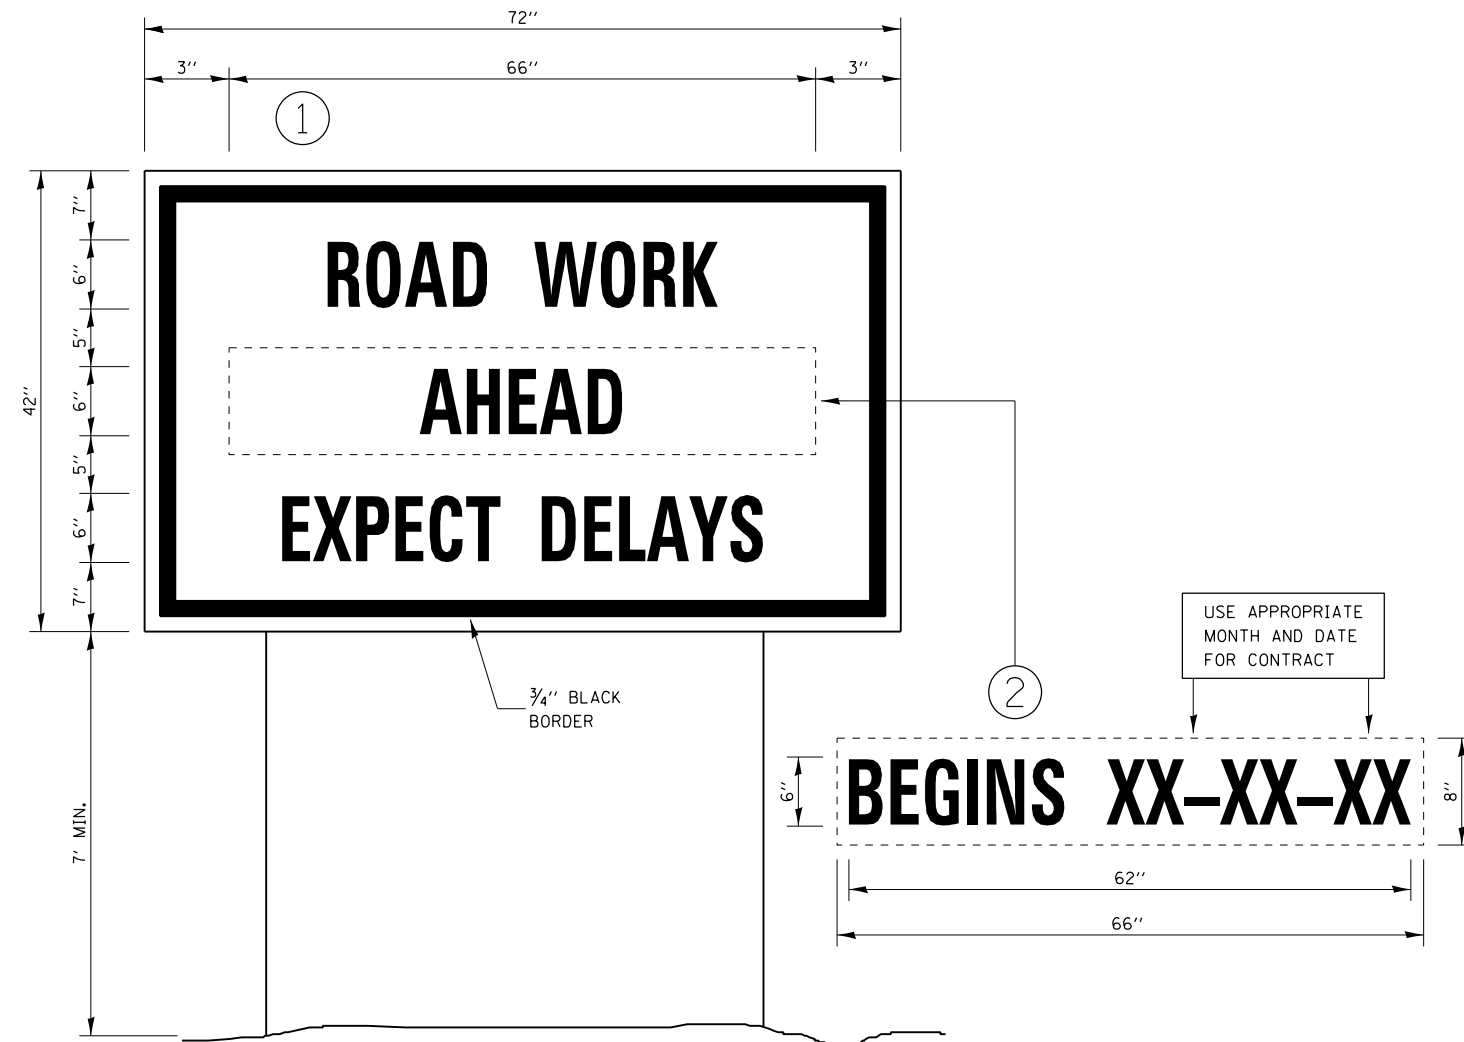 72''
3'' 66'' 3''
1
7''
6''
5''
6''
5''
6''
7''
42''
ROAD WORK
AHEAD
EXPECT DELAYS
3/4'' BLACK
BORDER
7' MIN.
2
USE APPROPRIATE
MONTH AND DATE
FOR CONTRACT
6''
BEGINS XX-XX-XX
8''
62''
66''